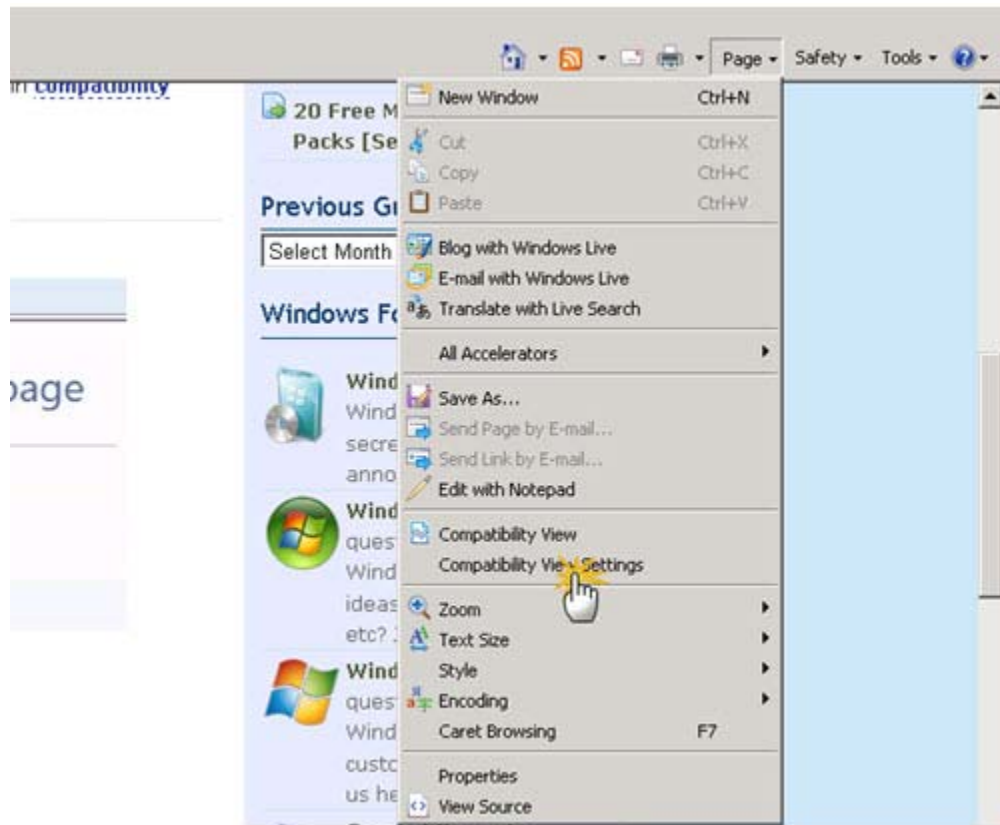 Page Safety Tools
in compatibility
20 Free M
Packs [Se
Previous G
Select Month
Windows Fo
page
Wind
Wind
secre
anno
Wind
ques
Wind
ideas
etc?
Wind
ques
Wind
custo
us he
New Window Ctrl+N
Cut Ctrl+X
Copy Ctrl+C
Paste Ctrl+V
Blog with Windows Live
E-mail with Windows Live
Translate with Live Search
All Accelerators
Save As...
Send Page by E-mail...
Send Link by E-mail...
Edit with Notepad
Compatibility View
Compatibility View Settings
Zoom
Text Size
Style
Encoding
Caret Browsing F7
Properties
View Source